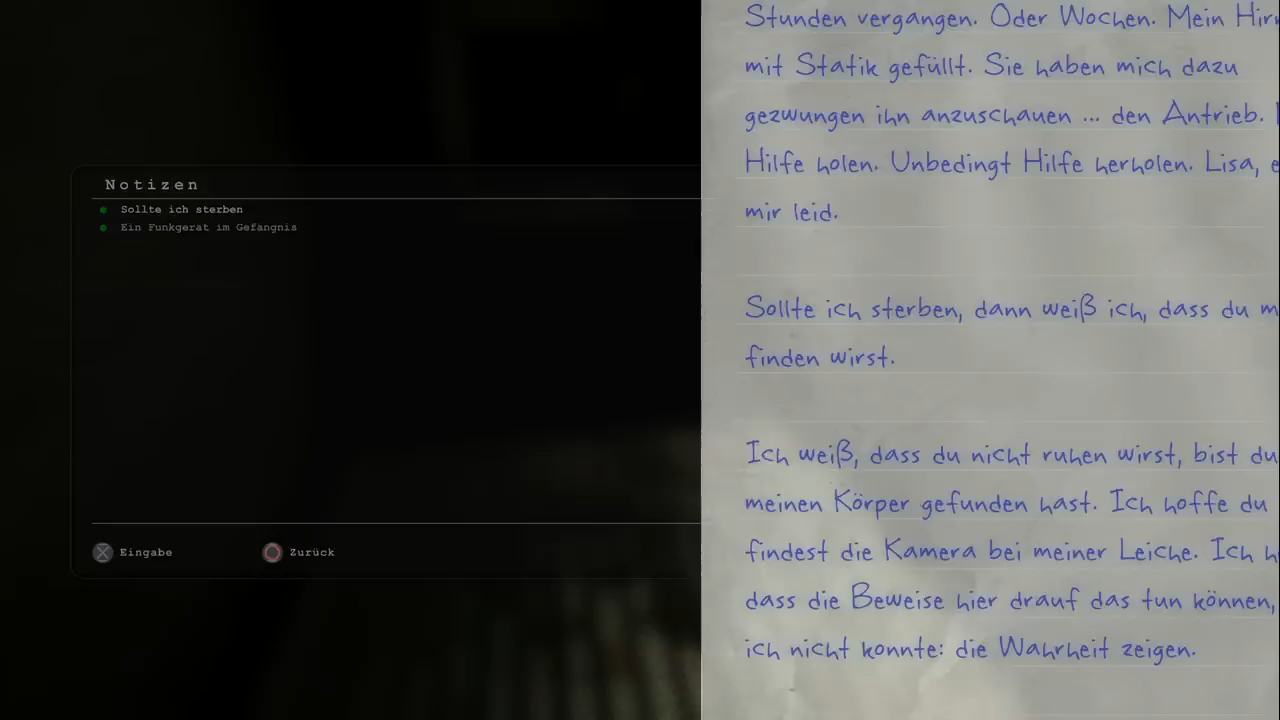 Notizen
Sollte ich sterben
Ein Funkgerät im Gefängnis
Eingabe
Zurück
Stunden vergangen. Oder Wochen. Mein Hirn
mit Statik gefüllt. Sie haben mich dazu
gezwungen ihn anzuschauen ... den Antrieb.
Hilfe holen. Unbedingt Hilfe herholen. Lisa,
mir leid.
Sollte ich sterben, dann weiß ich, dass du
finden wirst.
Ich weiß, dass du nicht ruhen wirst, bist du
meinen Körper gefunden hast. Ich hoffe du
findest die Kamera bei meiner Leiche. Ich
dass die Beweise hier drauf das tun können,
ich nicht konnte: die Wahrheit zeigen.